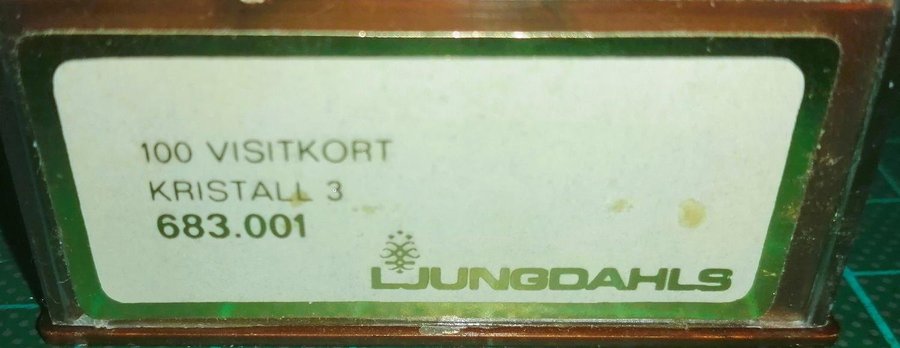 100 VISITKORT
KRISTALL 3
683.001
LJUNGDAHLS